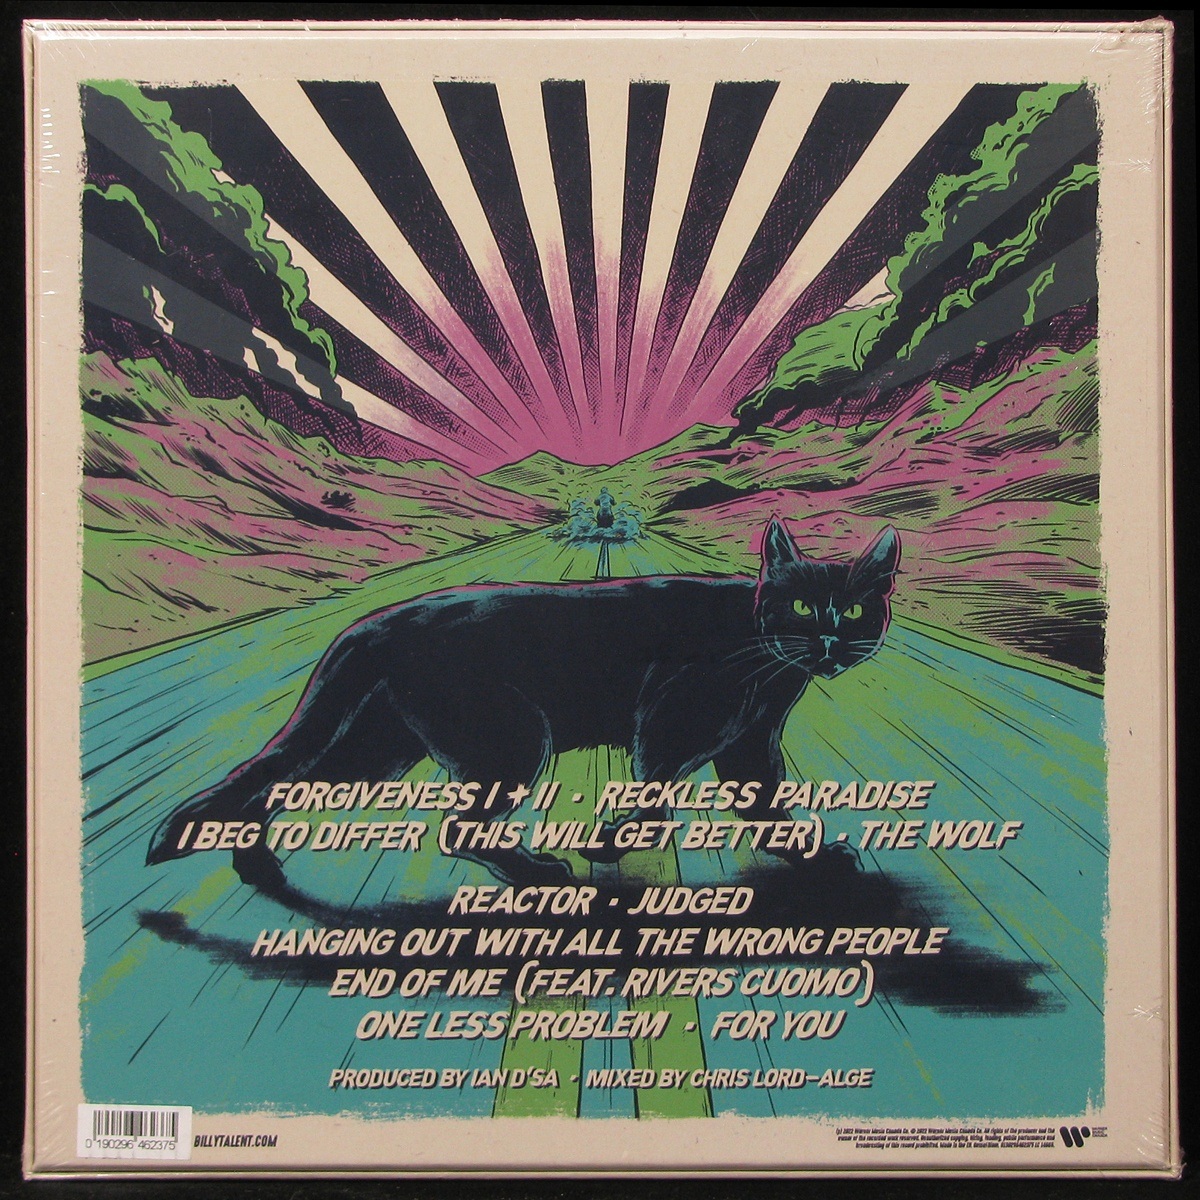 FORGIVENESS I + II · RECKLESS PARADISE
I BEG TO DIFFER (THIS WILL GET BETTER) · THE WOLF
REACTOR · JUDGED
HANGING OUT WITH ALL THE WRONG PEOPLE
END OF ME (FEAT. RIVERS CUOMO)
ONE LESS PROBLEM · FOR YOU
PRODUCED BY IAN D'SA · MIXED BY CHRIS LORD-ALGE
0 190296 462375
BILLYTALENT.COM